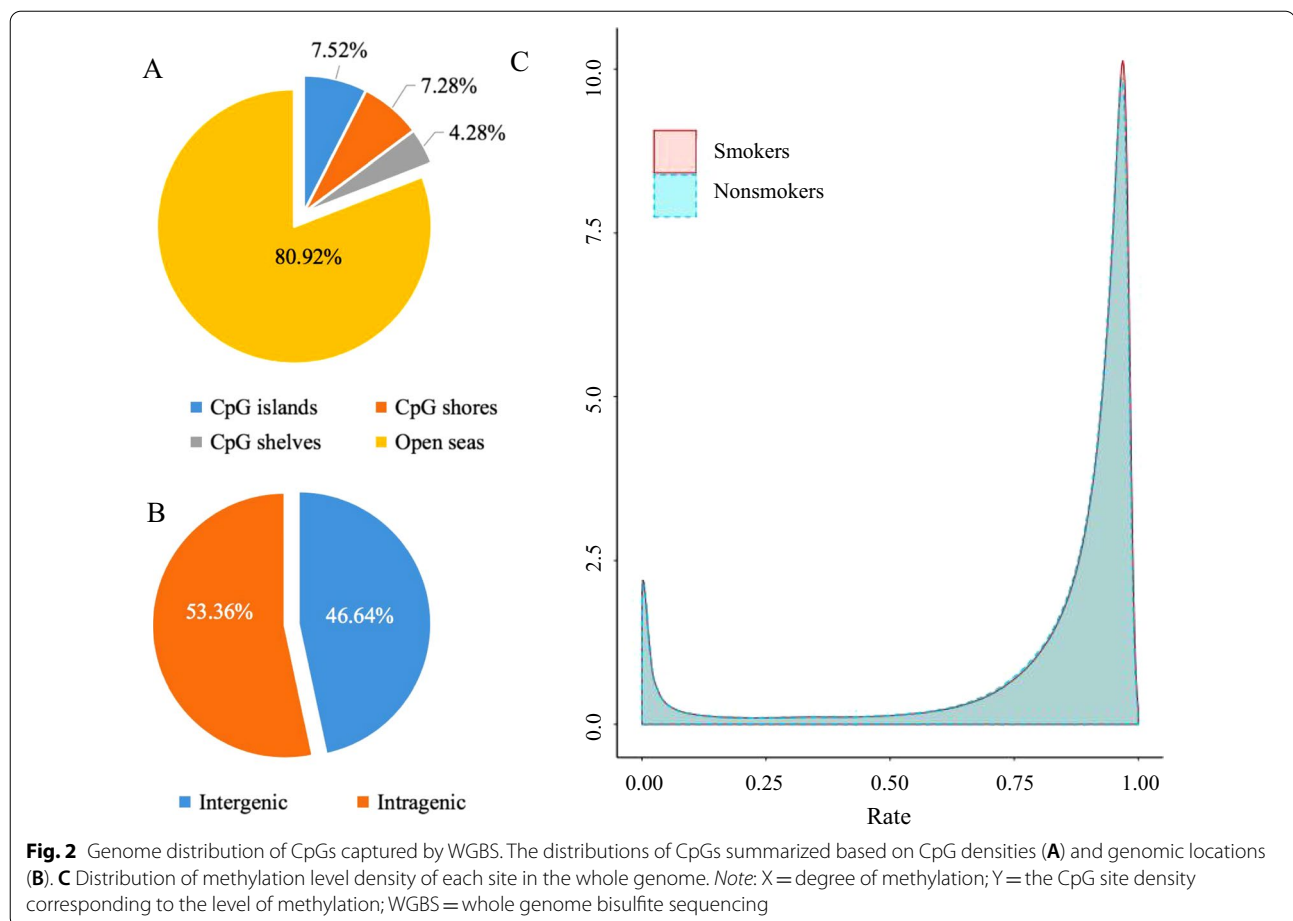 A
7.52%
7.28%
4.28%
80.92%
CpG islands
CpG shores
CpG shelves
Open seas
B
53.36%
46.64%
Intergenic
Intragenic
C
10.0
7.5
5.0
2.5
0.0
Smokers
Nonsmokers
0.00 0.25 0.50 0.75 1.00
Rate
Fig. 2 Genome distribution of CpGs captured by WGBS. The distributions of CpGs summarized based on CpG densities (A) and genomic locations
(B). C Distribution of methylation level density of each site in the whole genome. Note: X = degree of methylation; Y = the CpG site density
corresponding to the level of methylation; WGBS = whole genome bisulfite sequencing